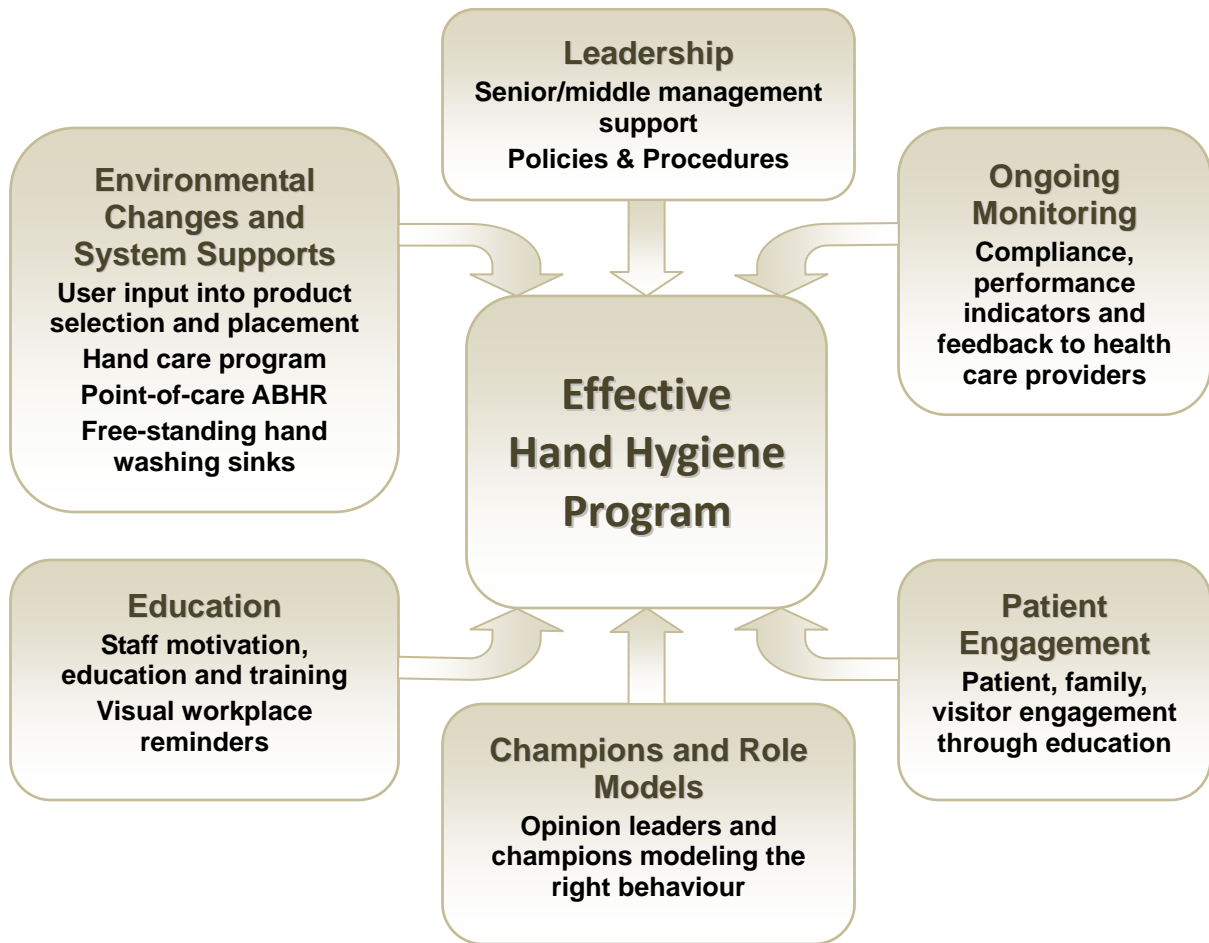 Leadership
Senior/middle management
support
Policies & Procedures
Environmental
Changes and
System Supports
User input into product
selection and placement
Hand care program
Point-of-care ABHR
Free-standing hand
washing sinks
Ongoing
Monitoring
Compliance,
performance
indicators and
feedback to health
care providers
Effective
Hand Hygiene
Program
Education
Staff motivation,
education and training
Visual workplace
reminders
Champions and Role
Models
Opinion leaders and
champions modeling the
right behaviour
Patient
Engagement
Patient, family,
visitor engagement
through education